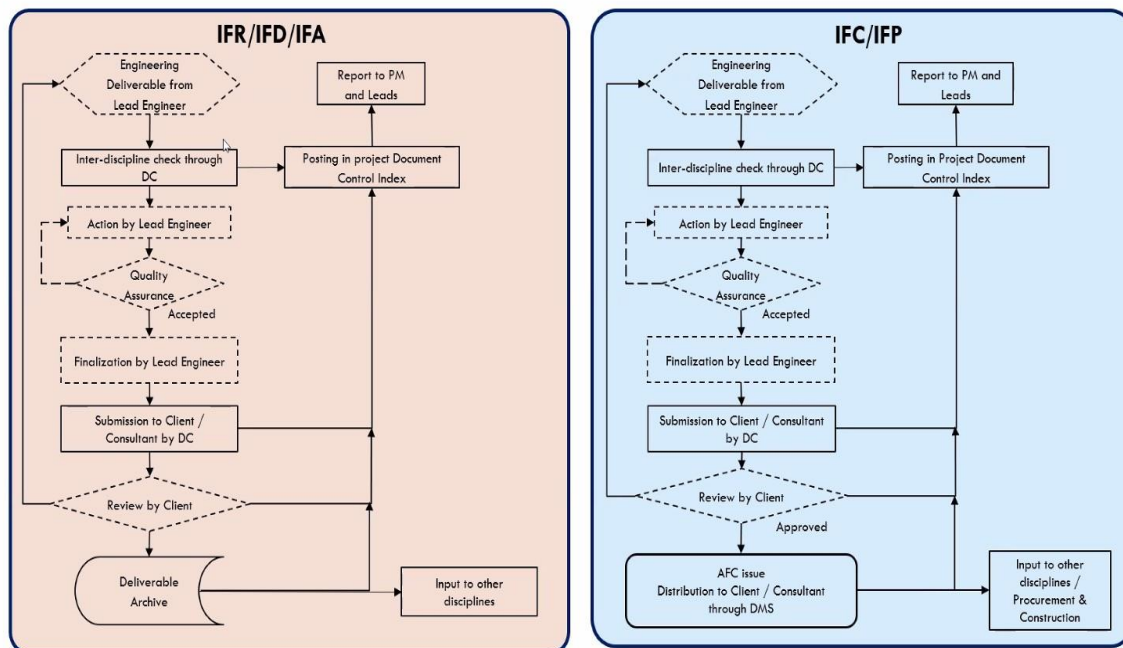 IFR/IFD/IFA
Engineering
Deliverable from
Lead Engineer
Report to PM
and Leads
Inter-discipline check through
DC
Posting in project Document
Control Index
Action by Lead Engineer
Quality
Assurance
Accepted
Finalization by Lead Engineer
Submission to Client /
Consultant by DC
Review by Client
Deliverable
Archive
Input to other
disciplines
IFC/IFP
Engineering
Deliverable from
Lead Engineer
Report to PM and
Leads
Inter-discipline check through DC
Posting in Project Document
Control Index
Action by Lead Engineer
Quality
Assurance
Accepted
Finalization by Lead Engineer
Submission to Client / Consultant
by DC
Review by Client
Approved
AFC issue
Distribution to Client / Consultant
through DMS
Input to other
disciplines /
Procurement &
Construction